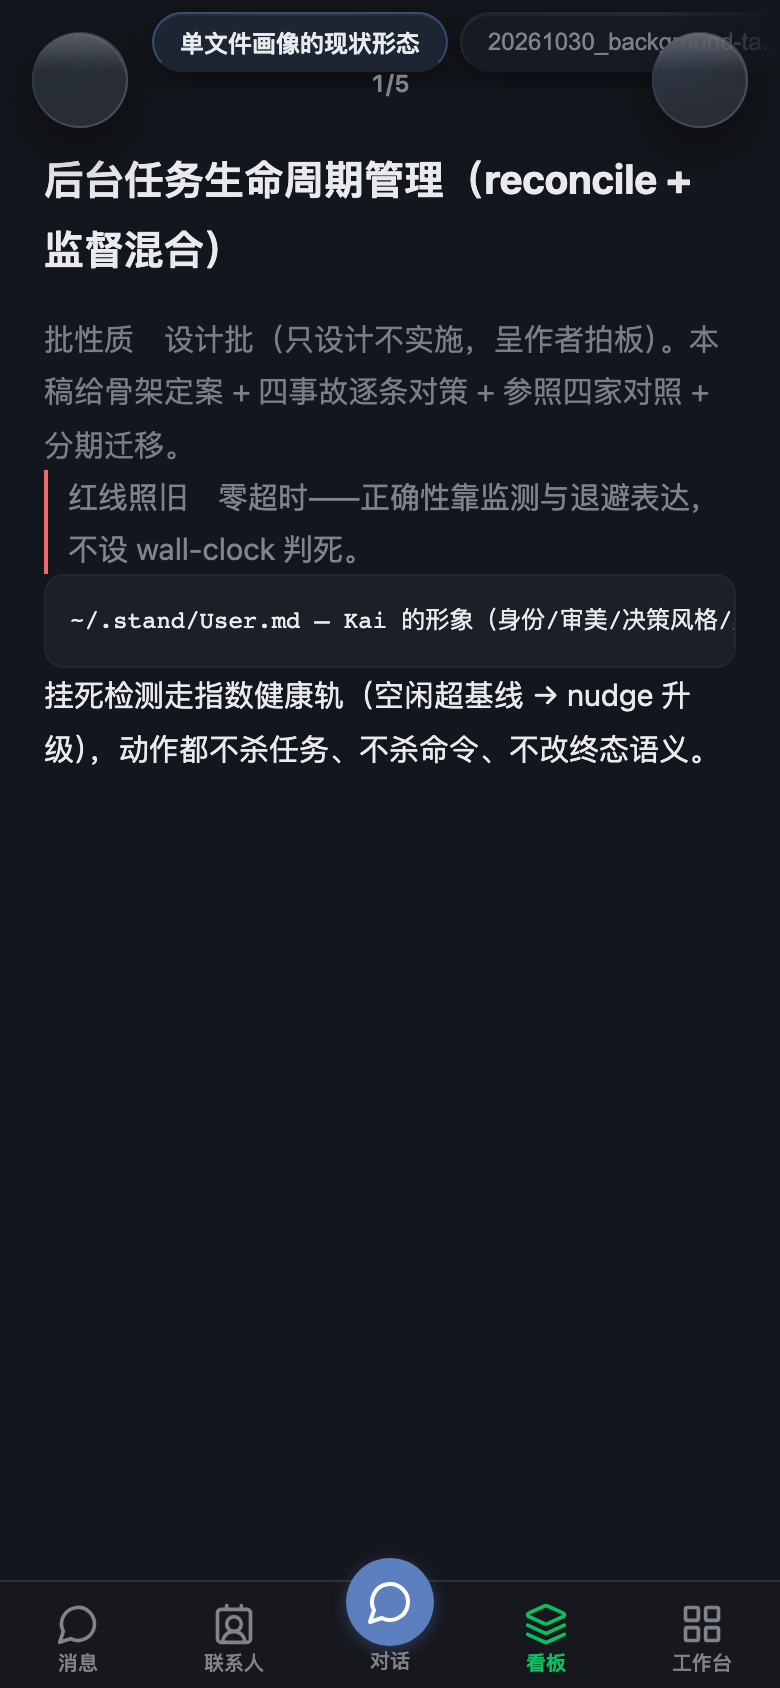 单文件画像的现状形态
20261030_background-ta...
1/5
后台任务生命周期管理（reconcile +
监督混合）
批性质　设计批（只设计不实施，呈作者拍板）。本
稿给骨架定案 + 四事故逐条对策 + 参照四家对照 +
分期迁移。
红线照旧　零超时——正确性靠监测与退避表达，
不设 wall-clock 判死。
~/.stand/User.md — Kai 的形象（身份/审美/决策风格/
挂死检测走指数健康轨（空闲超基线 → nudge 升
级），动作都不杀任务、不杀命令、不改终态语义。
消息
联系人
对话
看板
工作台